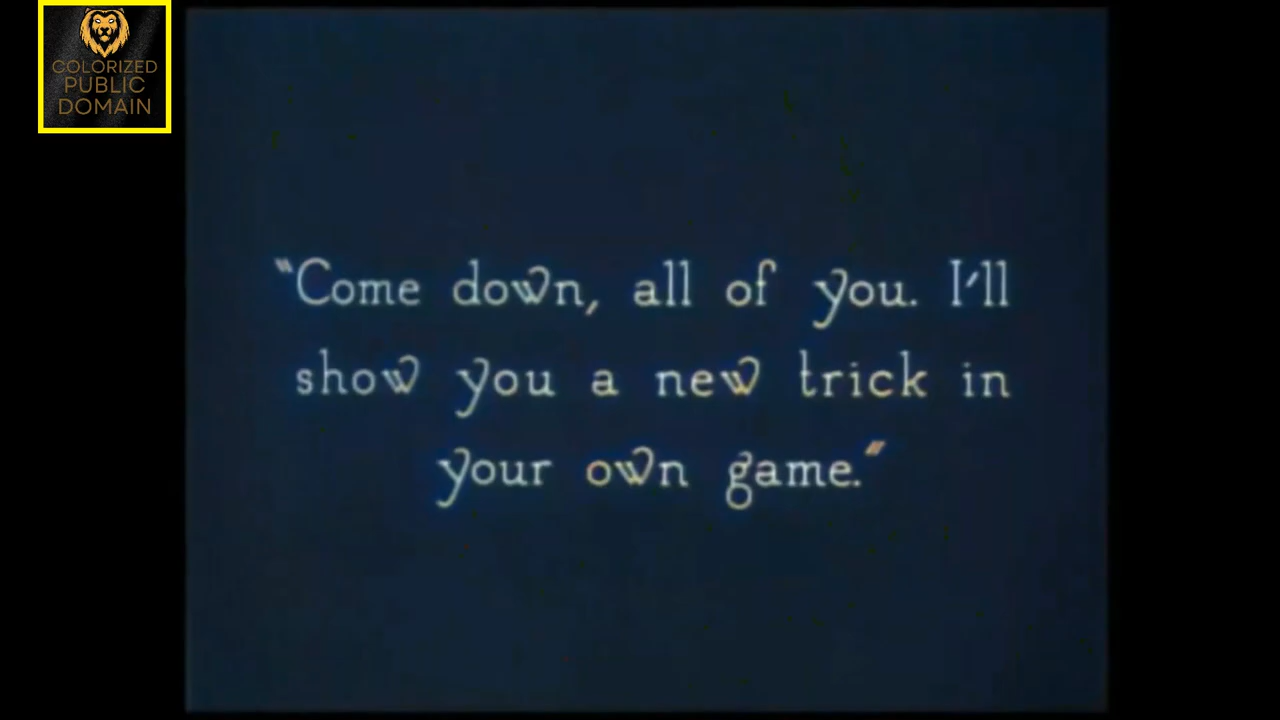 COLORIZED
PUBLIC
DOMAIN
"Come down, all of you. I'll
show you a new trick in
your own game."